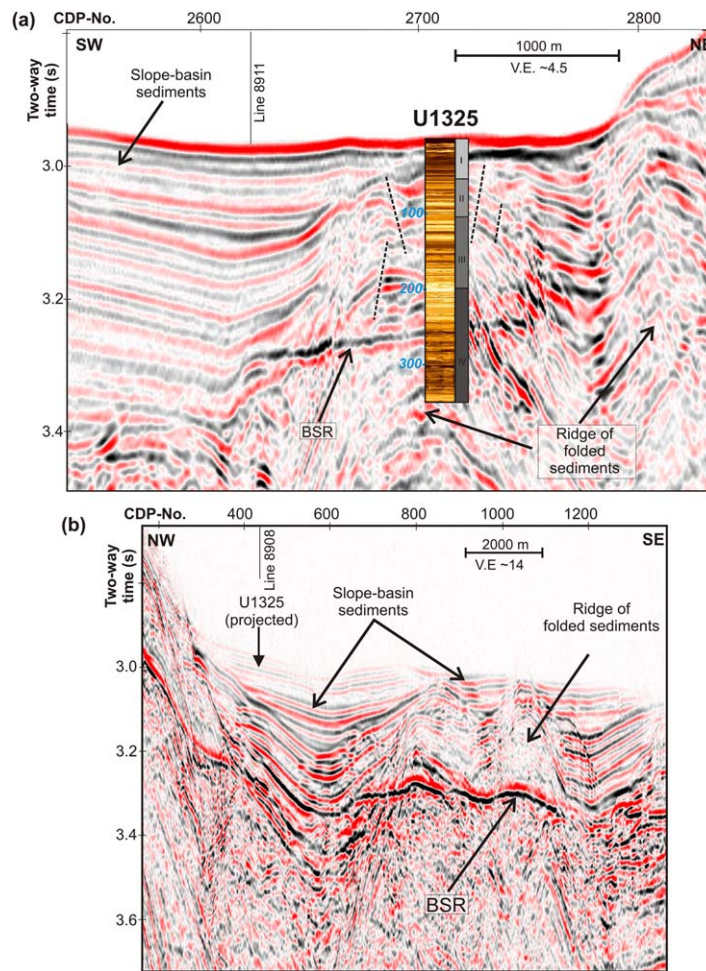 (a)
CDP-No. 2600 2700 2800
SW
1000 m
V.E. ~4.5
Two-way
time (s)
Slope-basin
sediments
Line 8911
U1325
3.0
I
100
II
III
3.2
200
300
BSR
Ridge of
folded
sediments
3.4
(b)
CDP-No. 400 600 800 1000 1200
NW
SE
2000 m
V.E ~14
Two-way
time (s)
Line 8908
U1325
(projected)
Slope-basin
sediments
Ridge of
folded sediments
3.0
3.2
3.4
BSR
3.6